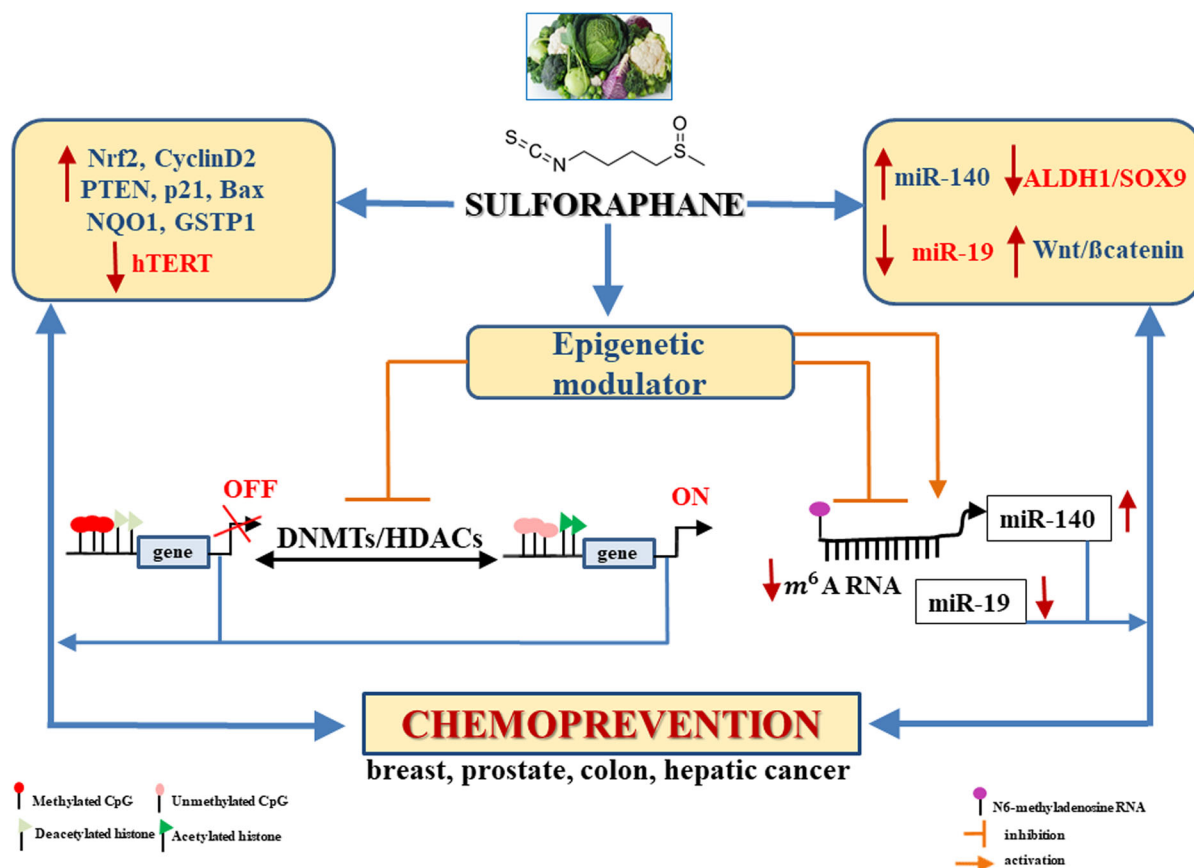 S
C
N
O
S
SULFORAPHANE
Nrf2, CyclinD2
PTEN, p21, Bax
NQO1, GSTP1
hTERT
miR-140 ALDH1/SOX9
miR-19 Wnt/ßcatenin
Epigenetic
modulator
OFF
gene
DNMTs/HDACs
ON
gene
miR-140
m⁶A RNA
miR-19
CHEMOPREVENTION
breast, prostate, colon, hepatic cancer
Methylated CpG
Unmethylated CpG
Deacetylated histone
Acetylated histone
N6-methyladenosine RNA
inhibition
activation